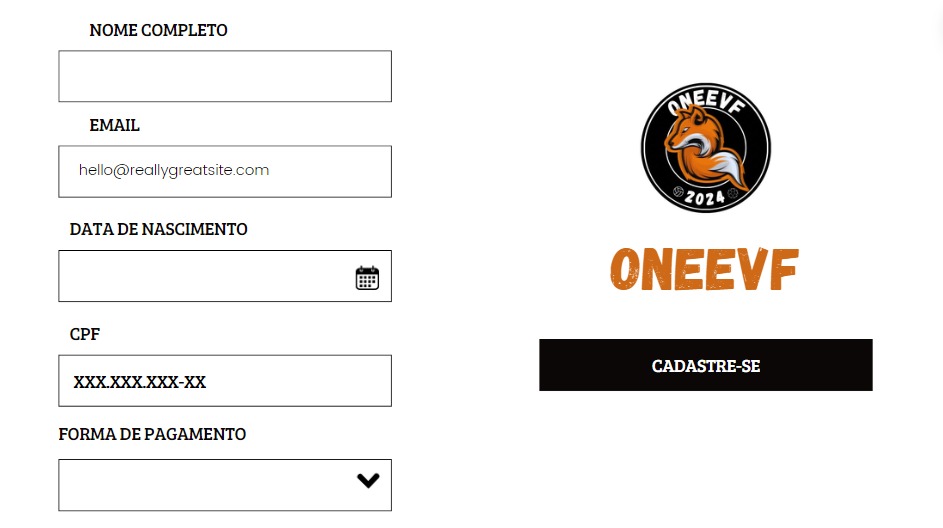 NOME COMPLETO
EMAIL
hello@reallygreatsite.com
DATA DE NASCIMENTO
CPF
XXX.XXX.XXX-XX
FORMA DE PAGAMENTO
ONEEVF
2024
ONEEVF
CADASTRE-SE